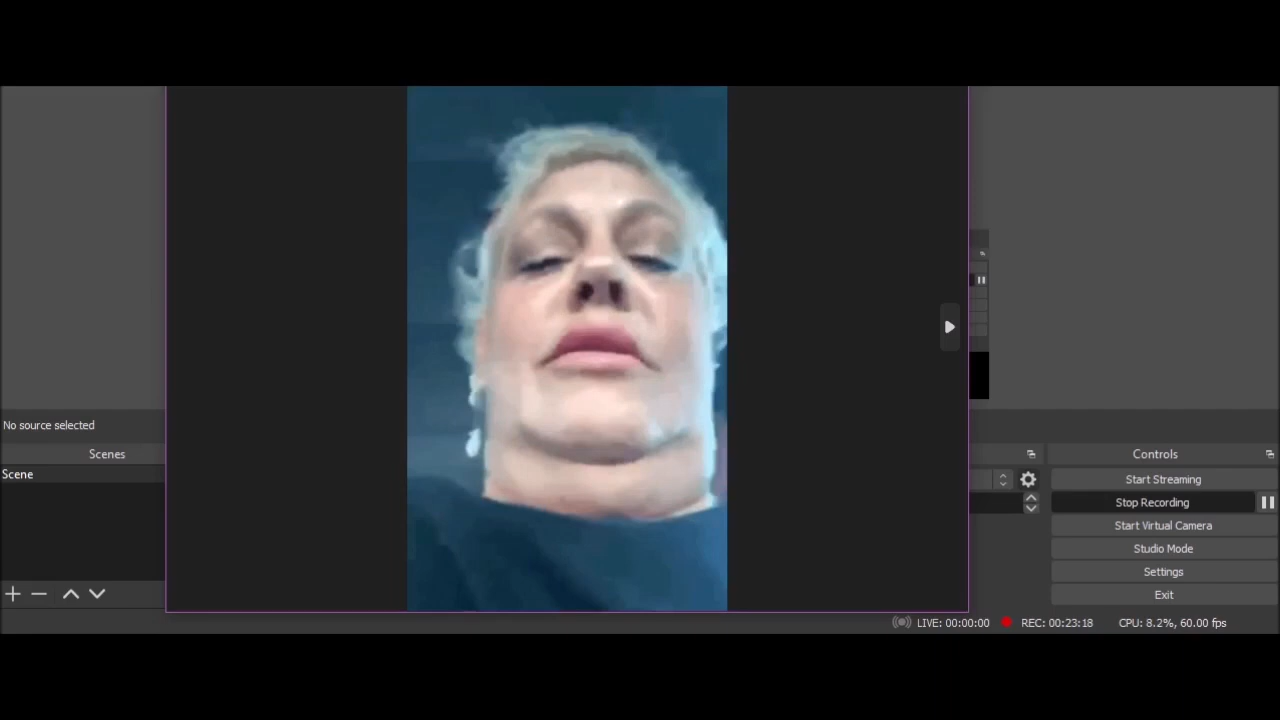 No source selected
Scenes
Controls
Scene
Start Streaming
Stop Recording
Start Virtual Camera
Studio Mode
Settings
Exit
LIVE: 00:00:00
REC: 00:23:18
CPU: 8.2%, 60.00 fps